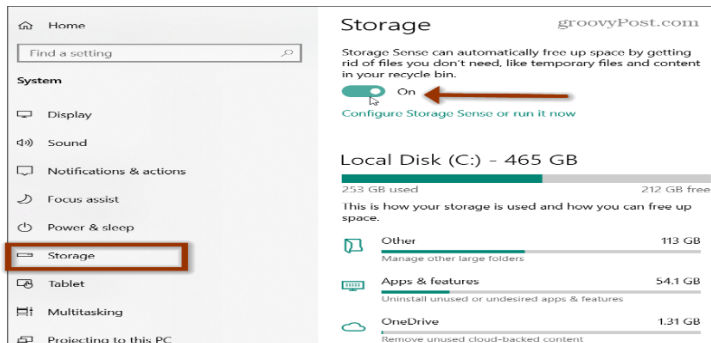 Home
Find a setting
System
Display
Sound
Notifications & actions
Focus assist
Power & sleep
Storage
Tablet
Multitasking
Projecting to this PC
Storage
groovyPost.com
Storage Sense can automatically free up space by getting
rid of files you don't need, like temporary files and content
in your recycle bin.
On
Configure Storage Sense or run it now
Local Disk (C:) - 465 GB
253 GB used 212 GB free
This is how your storage is used and how you can free up
space.
Other 113 GB
Manage other large folders
Apps & features 54.1 GB
Uninstall unused or undesired apps & features
OneDrive 1.31 GB
Remove unused cloud-backed content